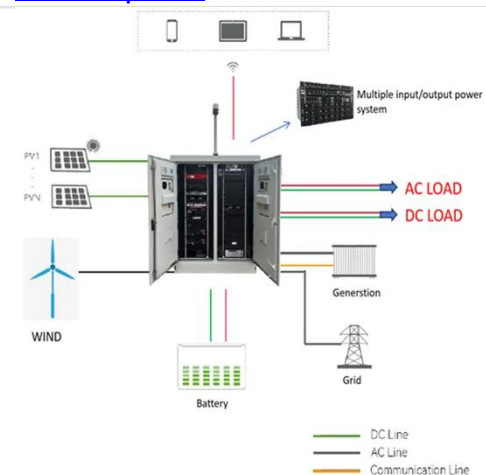 Multiple input/output power
system
PV1
PVN
AC LOAD
DC LOAD
WIND
Generstion
Grid
Battery
DC Line
AC Line
Communication Line